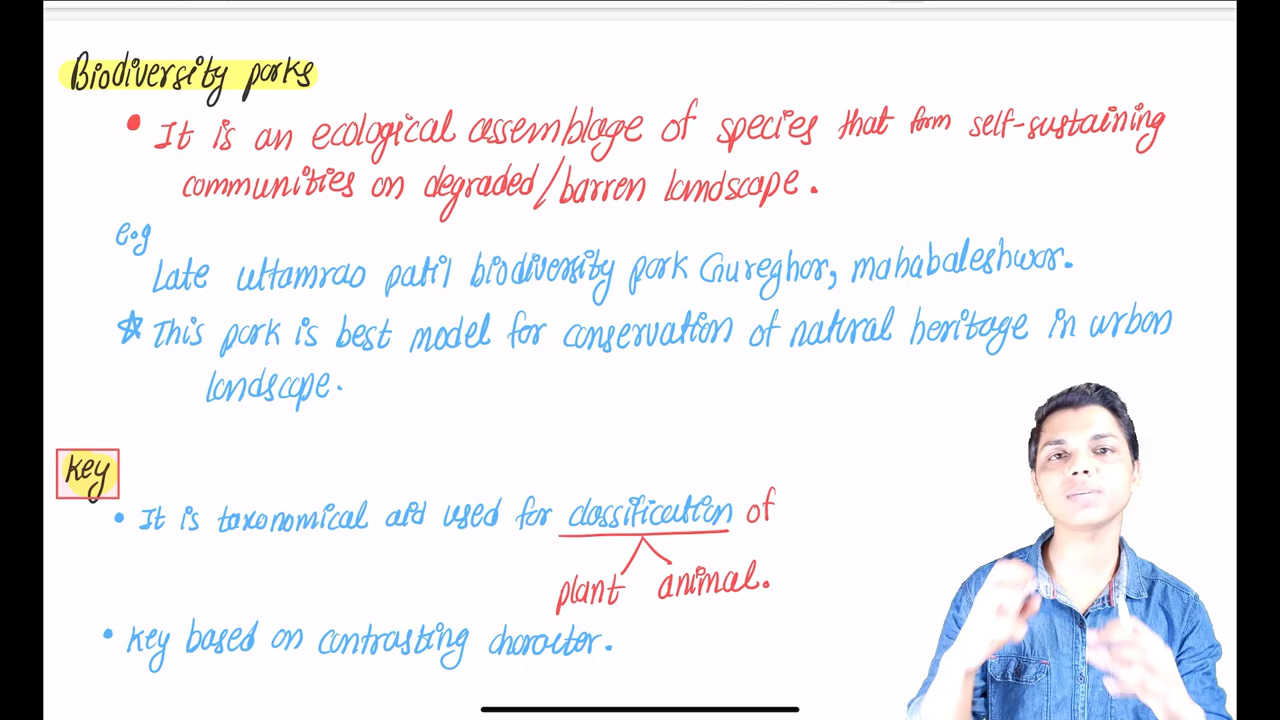 Biodiversity parks
• It is an ecological assemblage of species that form self-sustaining
communities on degraded/barren landscape.
e.g
Late uttamrao patil biodiversity park Gureghar, mahabaleshwar.
☆ This park is best model for conservation of natural heritage in urban
landscape.
key
• It is taxonomical aid used for classification of
plant animal.
• key based on contrasting character.